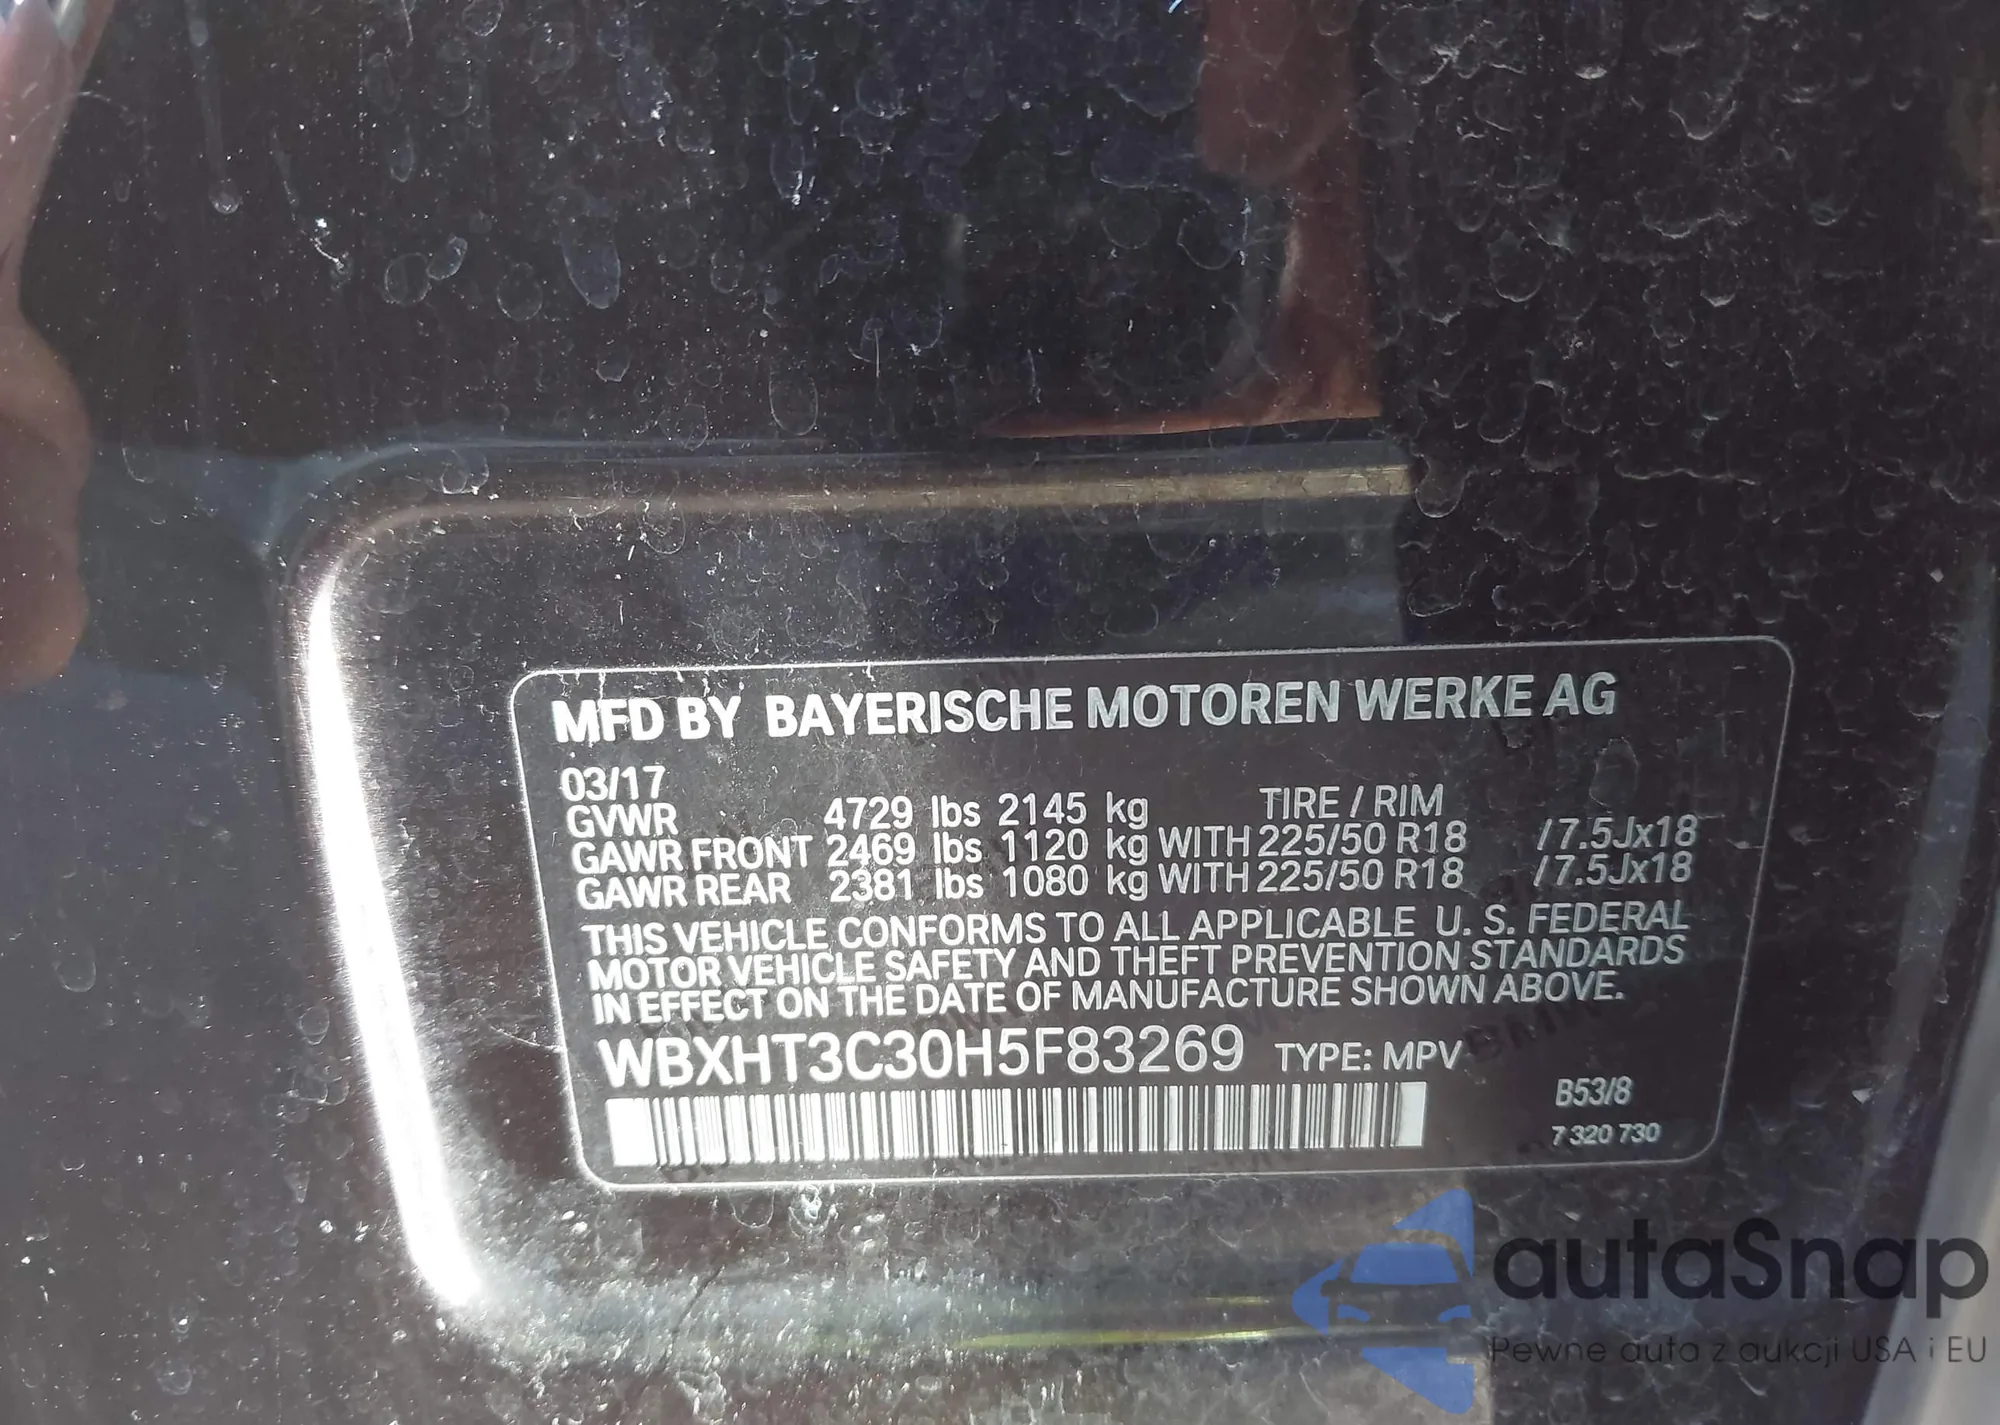 MFD BY BAYERISCHE MOTOREN WERKE AG
03/17
TIRE / RIM
GVWR 4729 lbs 2145 kg
GAWR FRONT 2469 lbs 1120 kg WITH 225/50 R18 /7.5Jx18
GAWR REAR 2381 lbs 1080 kg WITH 225/50 R18 /7.5Jx18
THIS VEHICLE CONFORMS TO ALL APPLICABLE U. S. FEDERAL
MOTOR VEHICLE SAFETY AND THEFT PREVENTION STANDARDS
IN EFFECT ON THE DATE OF MANUFACTURE SHOWN ABOVE.
WBXHT3C30H5F83269 TYPE: MPV
B53/8
7 320 730
autaSnap
Pewne auta z aukcji USA i EU